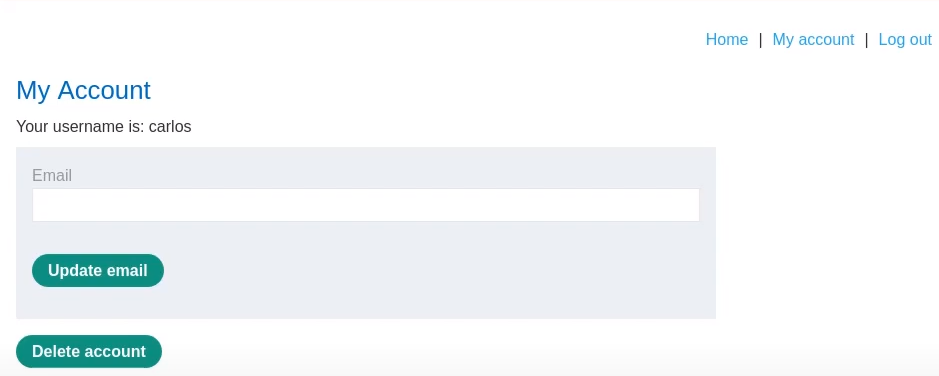 Home | My account | Log out
My Account
Your username is: carlos
Email
Update email
Delete account